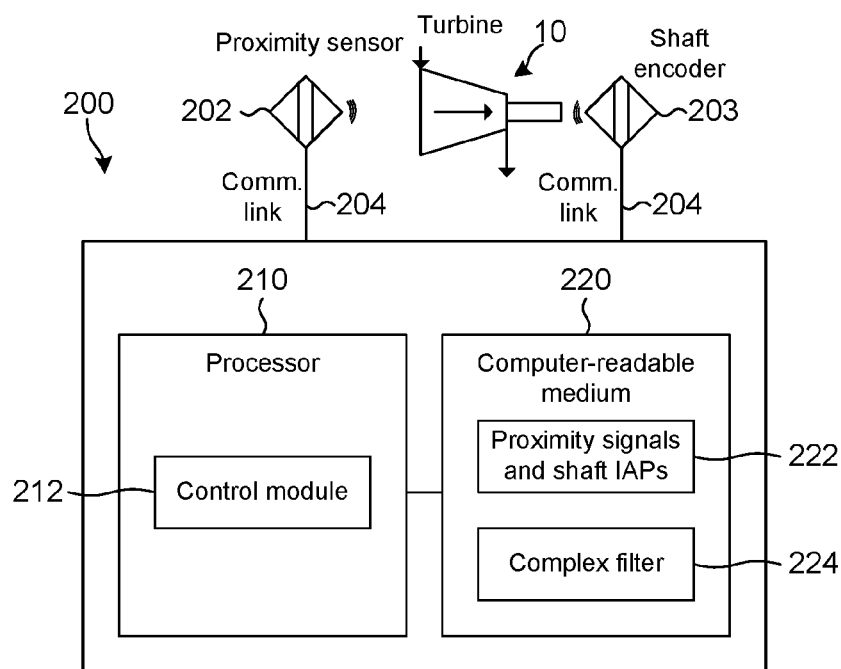 Turbine
10
Proximity sensor
Shaft
encoder
200
202
203
Comm.
link
204
Comm.
link
204
210
220
Processor
Computer-readable
medium
Proximity signals
and shaft IAPs
222
212
Control module
Complex filter
224